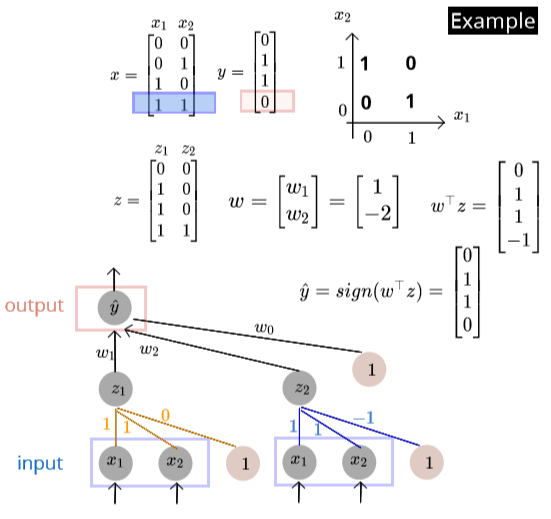 Example
x₁ x₂
x = [0 0; 0 1; 1 0; 1 1]
y = [0; 1; 1; 0]
x₂
1 1 0
0 0 1
0 1
x₁
z₁ z₂
z = [0 0; 1 0; 1 0; 1 1]
w = [w₁; w₂] = [1; −2]
w⊤z = [0; 1; 1; −1]
ŷ = sign(w⊤z) = [0; 1; 1; 0]
output
ŷ
w₀
w₁ w₂
1
z₁ z₂
1 1 0
1 1 −1
input
x₁ x₂ 1
x₁ x₂ 1